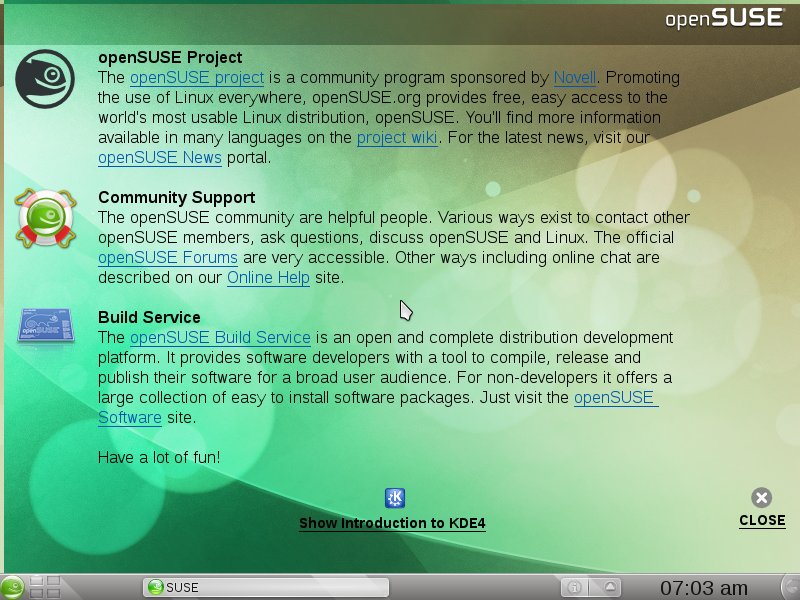 openSUSE
openSUSE Project
The openSUSE project is a community program sponsored by Novell. Promoting
the use of Linux everywhere, openSUSE.org provides free, easy access to the
world's most usable Linux distribution, openSUSE. You'll find more information
available in many languages on the project wiki. For the latest news, visit our
openSUSE News portal.
Community Support
The openSUSE community are helpful people. Various ways exist to contact other
openSUSE members, ask questions, discuss openSUSE and Linux. The official
openSUSE Forums are very accessible. Other ways including online chat are
described on our Online Help site.
Build Service
The openSUSE Build Service is an open and complete distribution development
platform. It provides software developers with a tool to compile, release and
publish their software for a broad user audience. For non-developers it offers a
large collection of easy to install software packages. Just visit the openSUSE
Software site.
Have a lot of fun!
Show Introduction to KDE4
CLOSE
SUSE
07:03 am